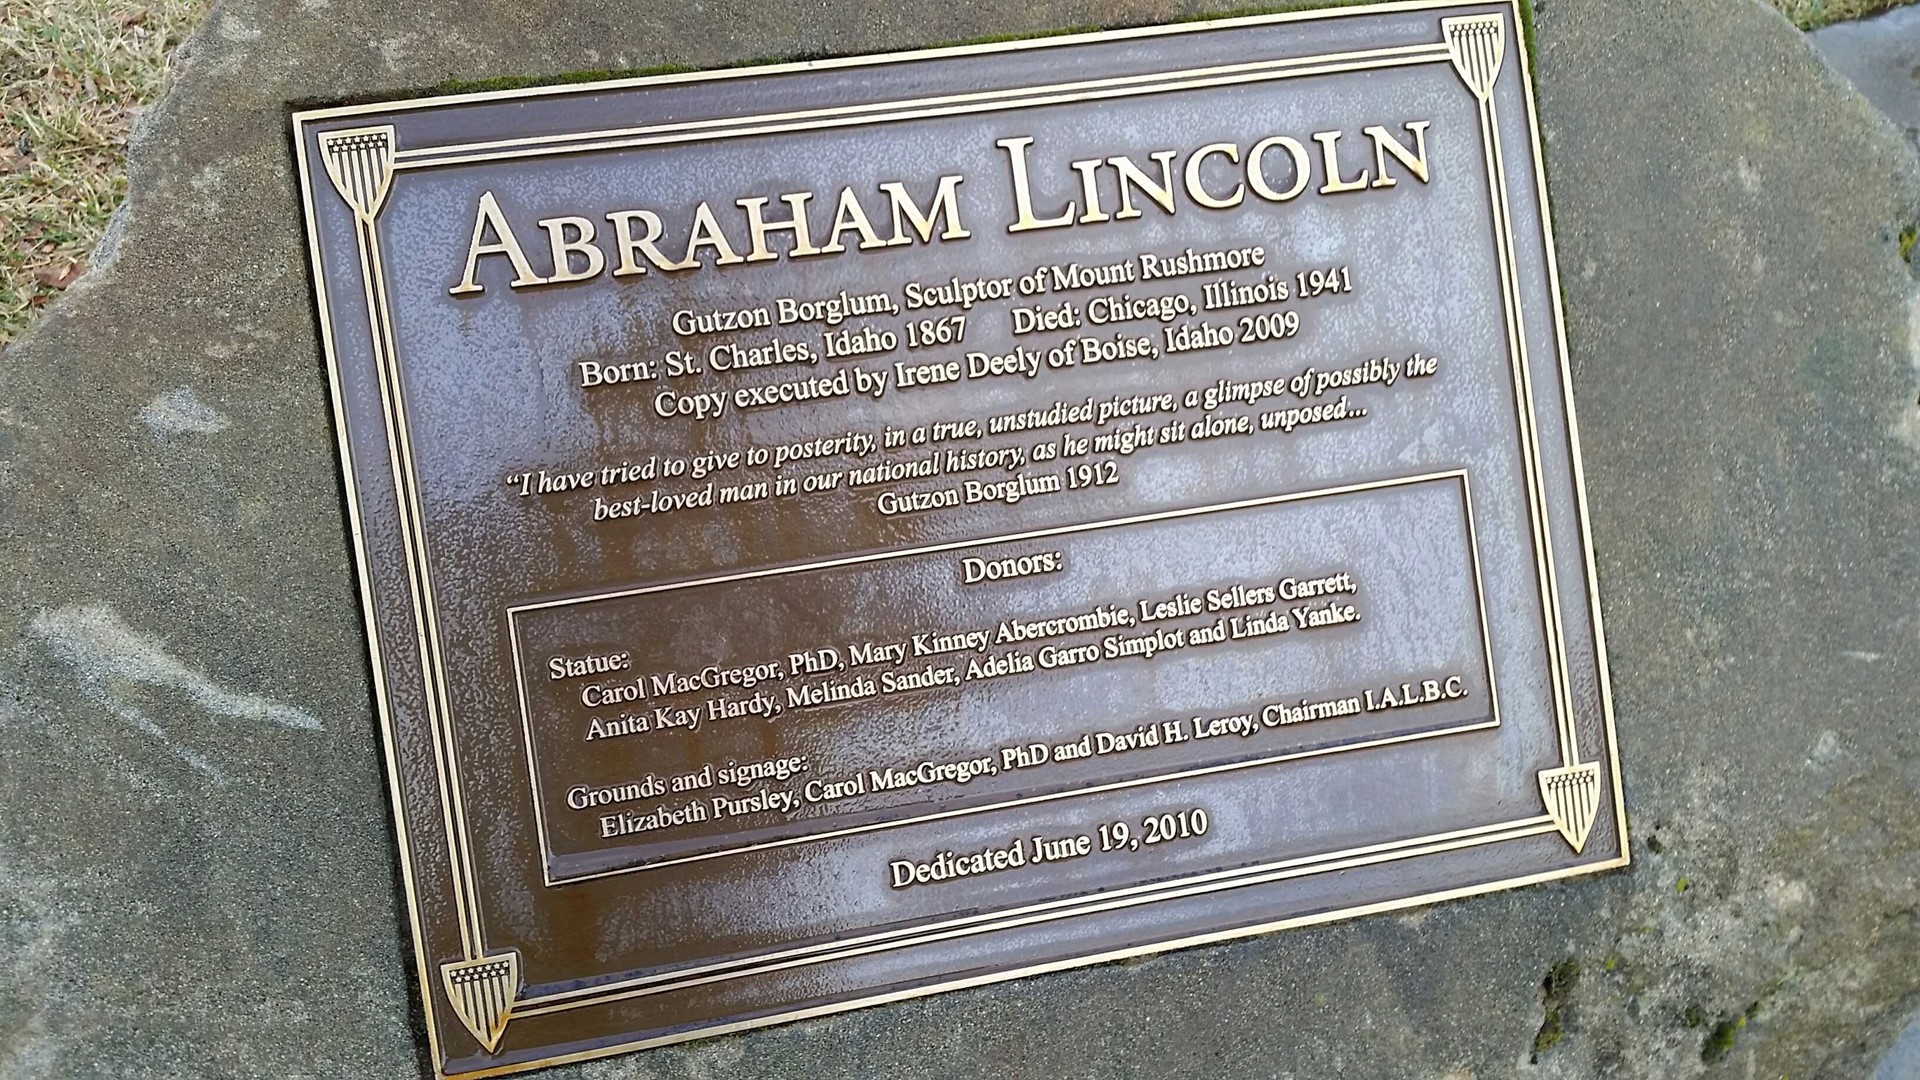 ABRAHAM LINCOLN
Gutzon Borglum, Sculptor of Mount Rushmore
Born: St. Charles, Idaho 1867 Died: Chicago, Illinois 1941
Copy executed by Irene Deely of Boise, Idaho 2009
“I have tried to give to posterity, in a true, unstudied picture, a glimpse of possibly the
best-loved man in our national history, as he might sit alone, unposed...
Gutzon Borglum 1912
Donors:
Statue:
Carol MacGregor, PhD, Mary Kinney Abercrombie, Leslie Sellers Garrett,
Anita Kay Hardy, Melinda Sander, Adelia Garro Simplot and Linda Yanke.
Grounds and signage:
Elizabeth Pursley, Carol MacGregor, PhD and David H. Leroy, Chairman I.A.L.B.C.
Dedicated June 19, 2010